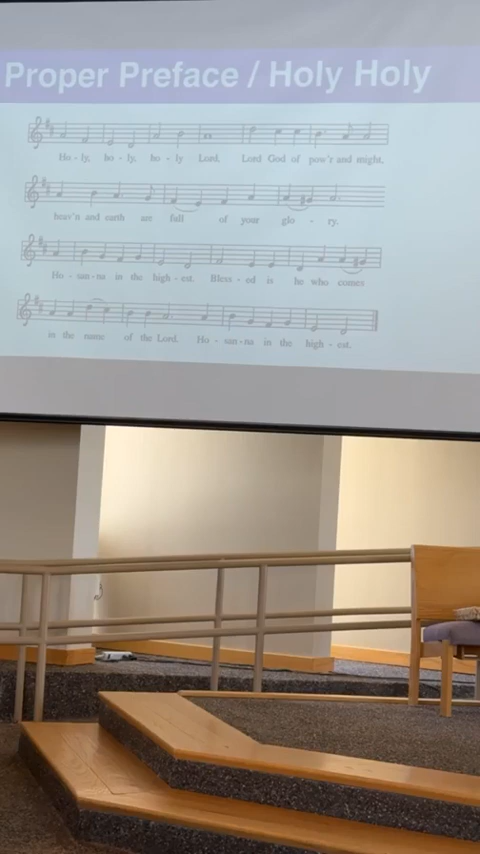 Proper Preface / Holy Holy
Ho - ly, ho - ly, ho - ly Lord, Lord God of pow'r and might,
heav'n and earth are full of your glo - ry.
Ho - san - na in the high - est. Bless - ed is he who comes
in the name of the Lord. Ho - san - na in the high - est.